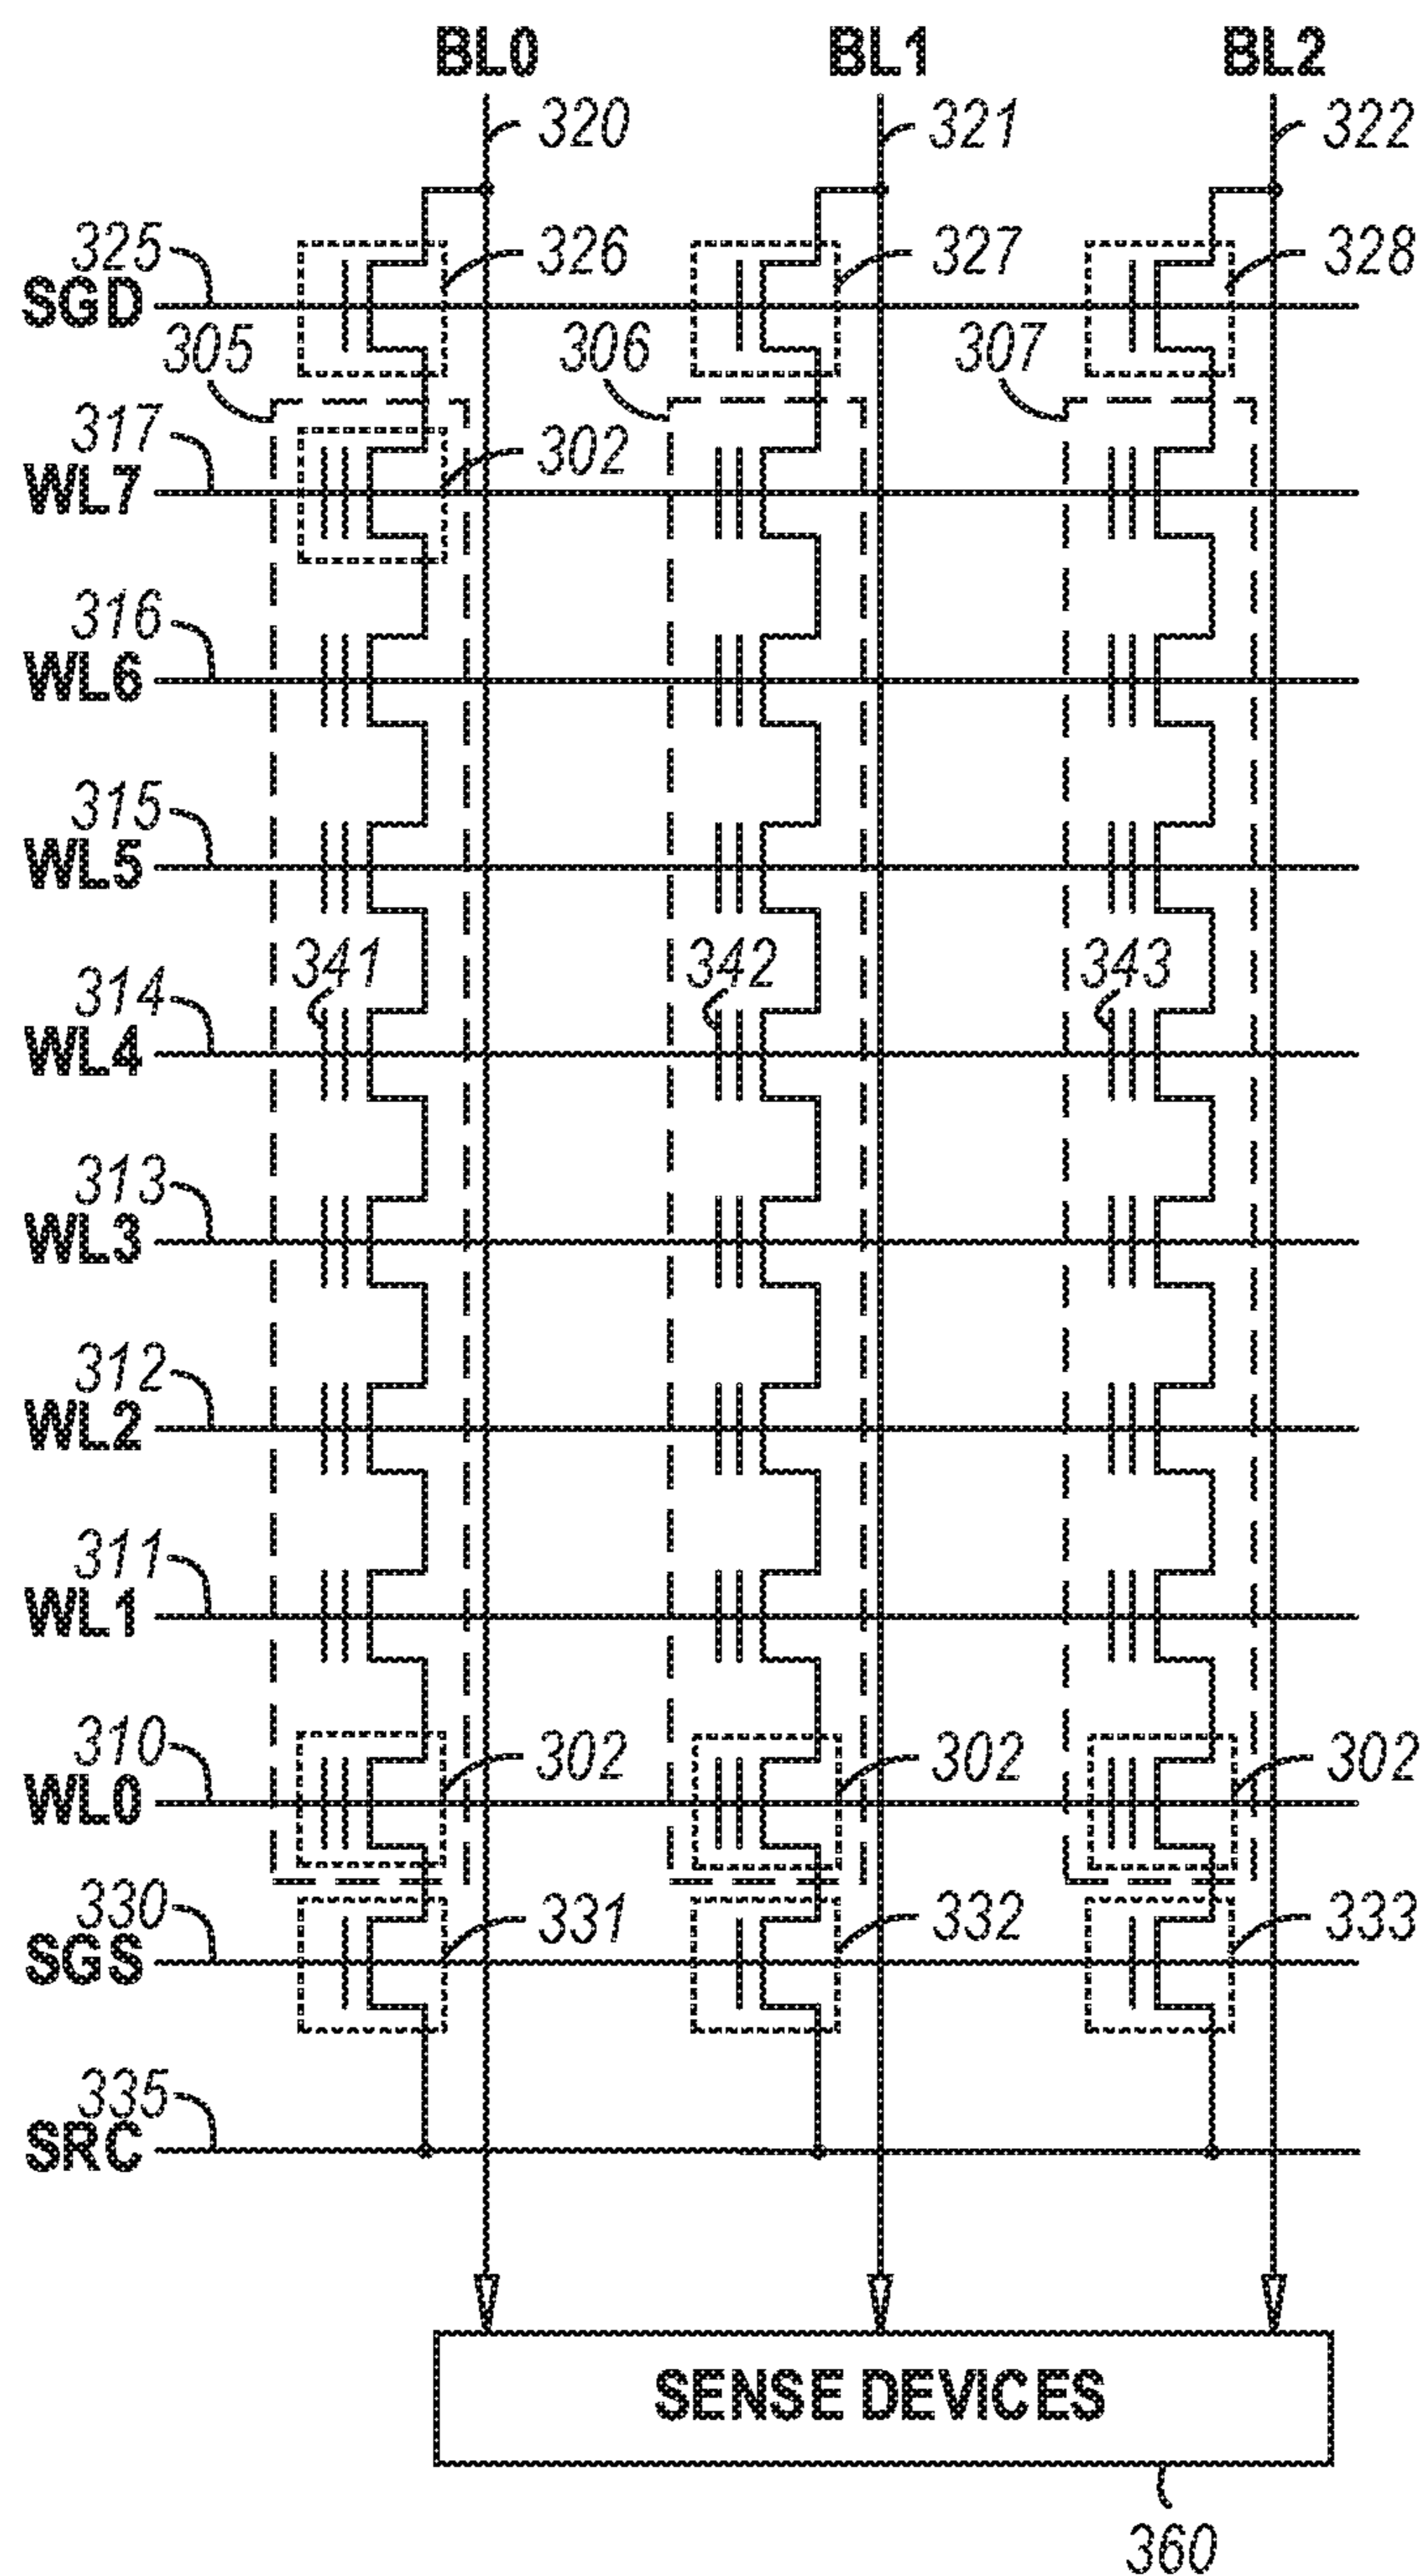 BL0 BL1 BL2
320 321 322
325 326 327 328
SGD
305 306 307
317 302
WL7
316
WL6
315
WL5
341 342 343
314
WL4
313
WL3
312
WL2
311
WL1
310 302 302 302
WL0
330 331 332 333
SGS
335
SRC
SENSE DEVICES
360